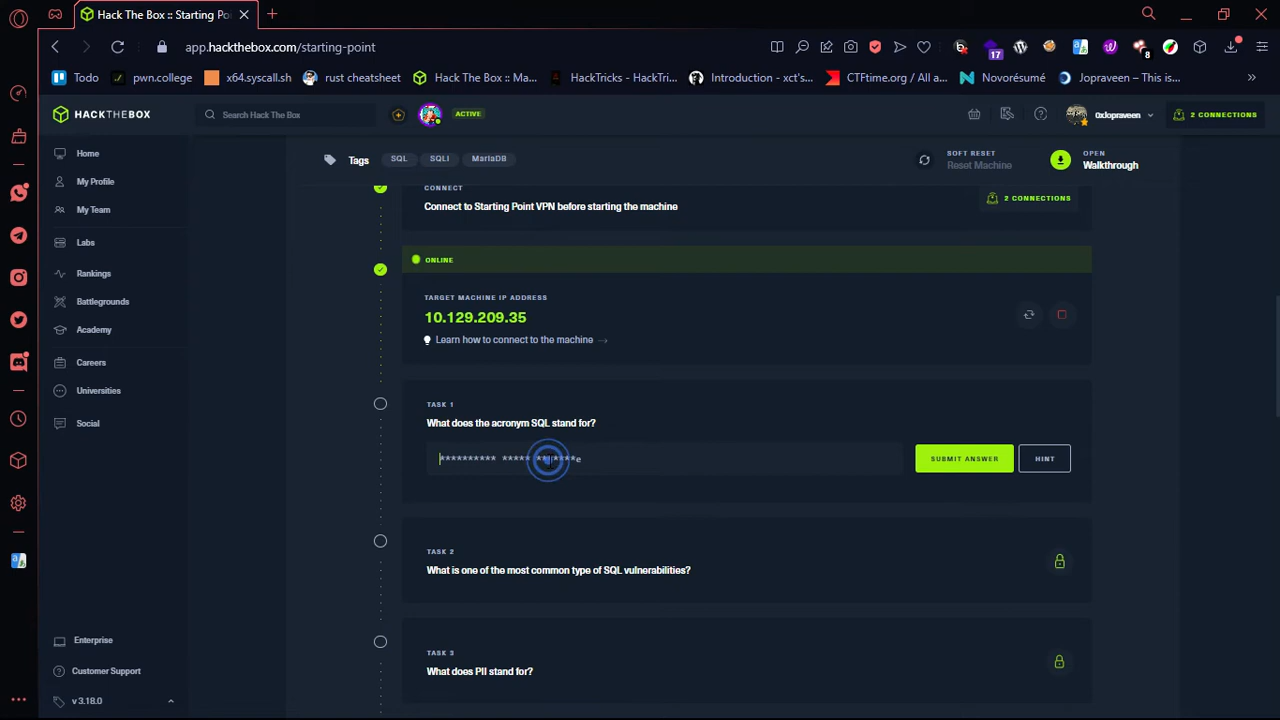 Hack The Box :: Starting Poi
app.hackthebox.com/starting-point
17
8
Todo
pwn.college
x64.syscall.sh
rust cheatsheet
Hack The Box :: Ma...
HackTricks - HackTri...
Introduction - xct's...
CTFtime.org / All a...
Novorésumé
Jopraveen – This is...
HACKTHEBOX
Search Hack The Box
ACTIVE
0xJopraveen
2 CONNECTIONS
Home
My Profile
My Team
Labs
Rankings
Battlegrounds
Academy
Careers
Universities
Social
Enterprise
Customer Support
v 3.18.0
Tags
SQL
SQLi
MariaDB
SOFT RESET
Reset Machine
OPEN
Walkthrough
CONNECT
Connect to Starting Point VPN before starting the machine
2 CONNECTIONS
ONLINE
TARGET MACHINE IP ADDRESS
10.129.209.35
Learn how to connect to the machine
TASK 1
What does the acronym SQL stand for?
********** ***** *******e
SUBMIT ANSWER
HINT
TASK 2
What is one of the most common type of SQL vulnerabilities?
TASK 3
What does PII stand for?